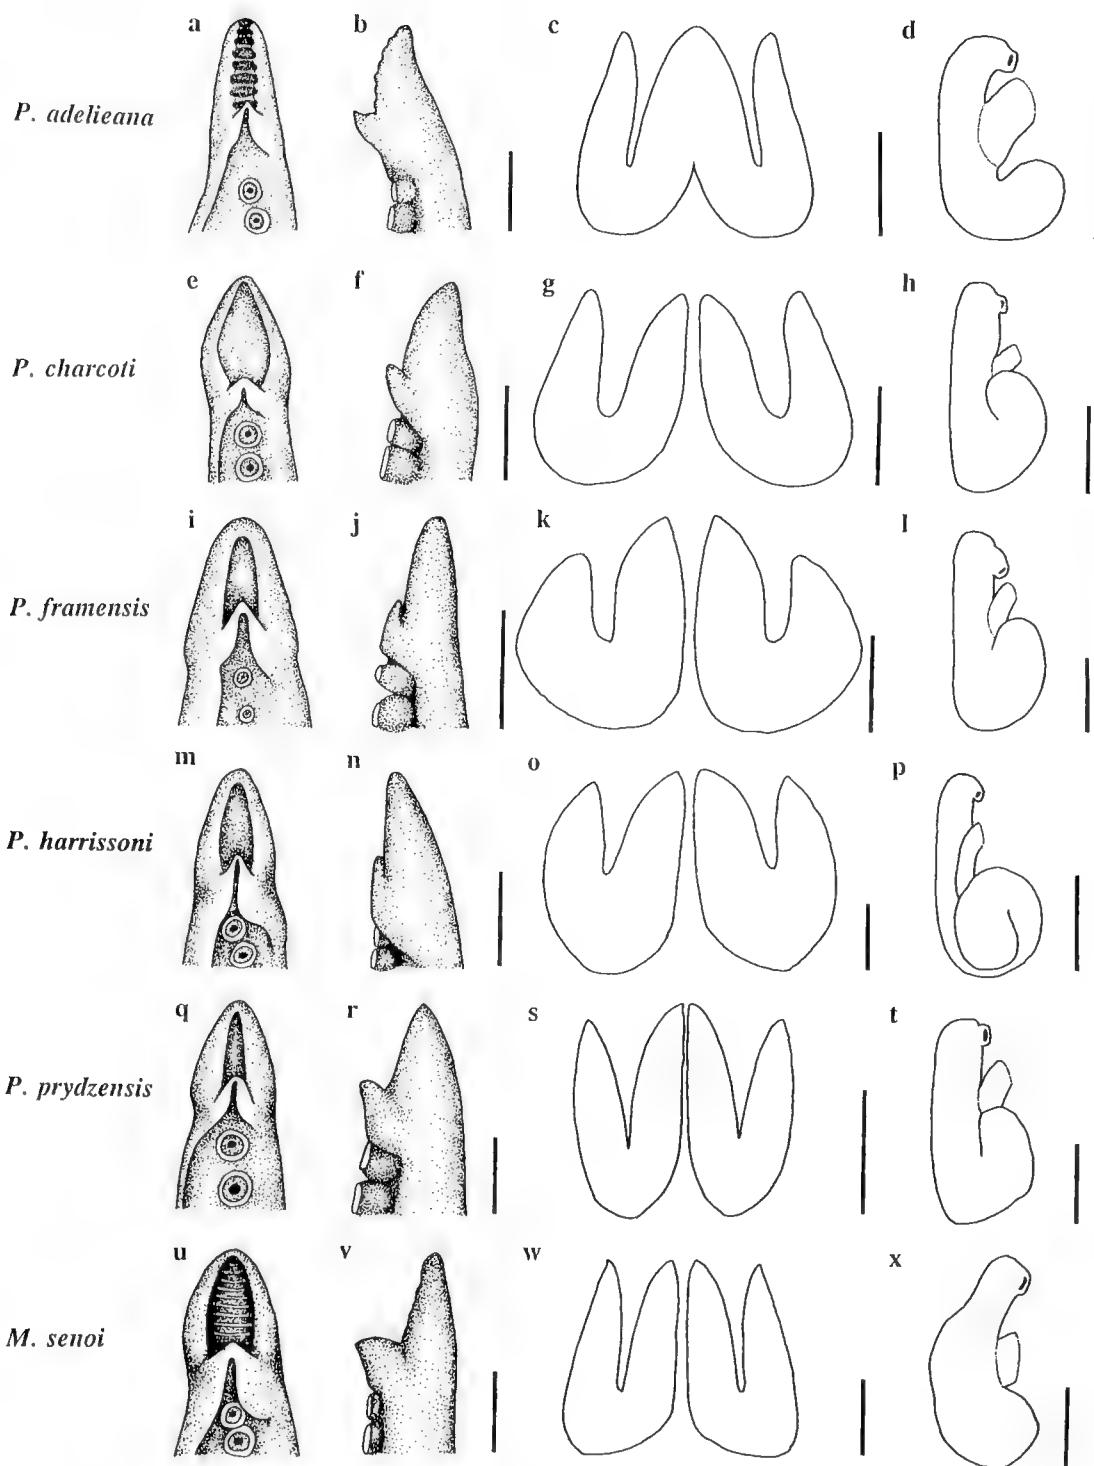 a b c d
P. adelieana
e f g h
P. charcoti
i j k l
P. framensis
m n o p
P. harrissoni
q r s t
P. prydzensis
u v w x
M. senoi